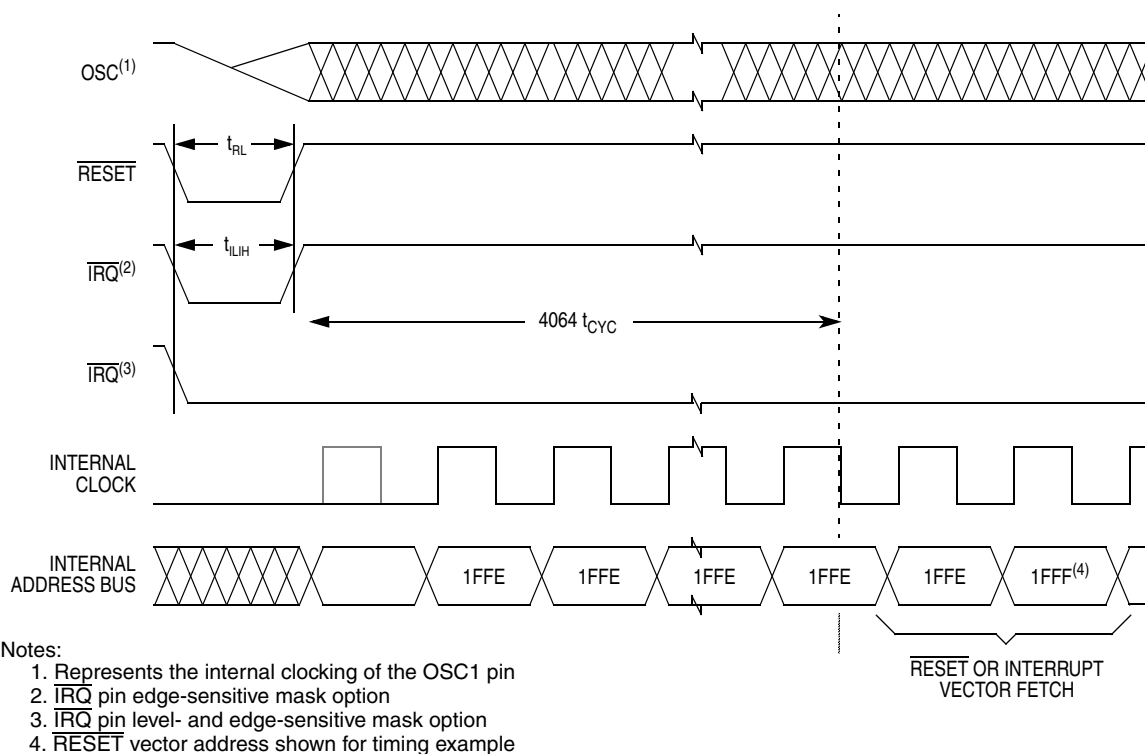 OSC(1)
tRL
RESET
tILIH
IRQ(2)
4064 tCYC
IRQ(3)
INTERNAL
CLOCK
INTERNAL
ADDRESS BUS
1FFE 1FFE 1FFE 1FFE 1FFE 1FFF(4)
RESET OR INTERRUPT
VECTOR FETCH
Notes:
1. Represents the internal clocking of the OSC1 pin
2. IRQ pin edge-sensitive mask option
3. IRQ pin level- and edge-sensitive mask option
4. RESET vector address shown for timing example